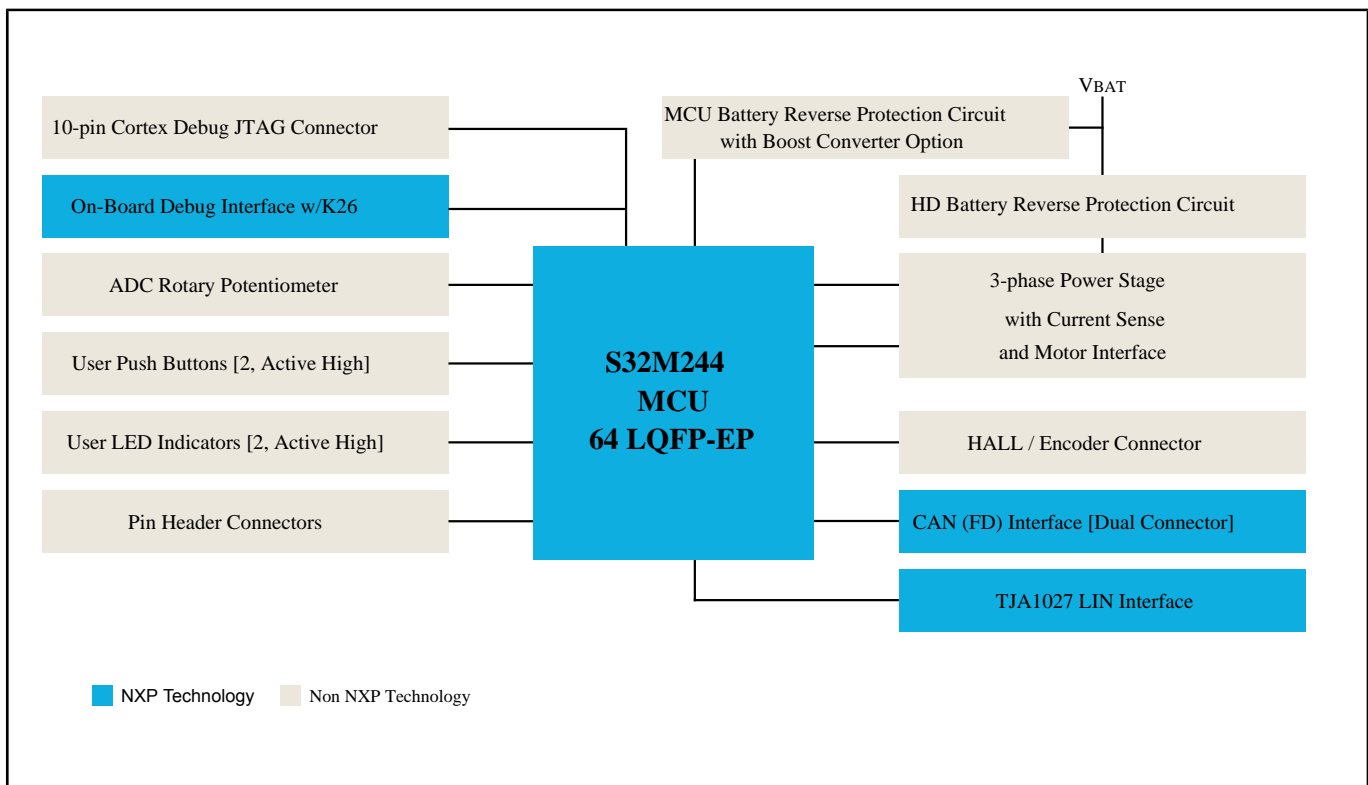 VBAT
10-pin Cortex Debug JTAG Connector
MCU Battery Reverse Protection Circuit
with Boost Converter Option
On-Board Debug Interface w/K26
HD Battery Reverse Protection Circuit
ADC Rotary Potentiometer
3-phase Power Stage
with Current Sense
and Motor Interface
User Push Buttons [2, Active High]
S32M244
MCU
64 LQFP-EP
User LED Indicators [2, Active High]
HALL / Encoder Connector
Pin Header Connectors
CAN (FD) Interface [Dual Connector]
TJA1027 LIN Interface
NXP Technology
Non NXP Technology